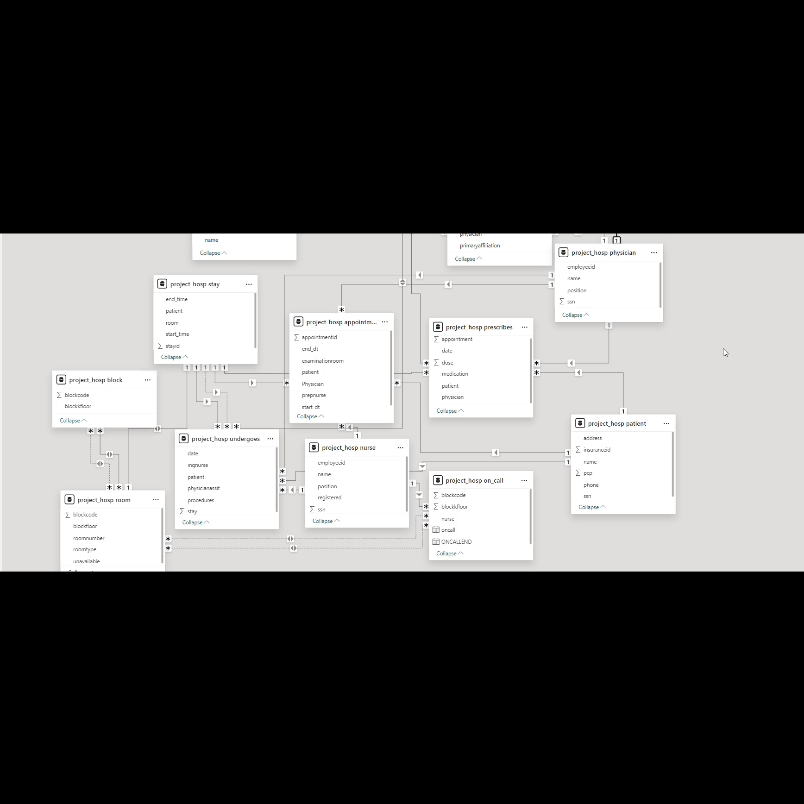 name
Collapse
physician
primaryaffiliation
Collapse
project_hosp physician
employeeid
name
position
ssn
Collapse
project_hosp stay
end_time
patient
room
start_time
stayid
Collapse
project_hosp appointm...
appointmentid
end_dt
examinationroom
patient
Physician
prepnurse
start_dt
Collapse
project_hosp prescribes
appointment
date
dose
medication
patient
physician
Collapse
project_hosp block
blockcode
blockfloor
Collapse
project_hosp undergoes
date
patient
procedures
stay
Collapse
project_hosp nurse
employeeid
name
position
registered
ssn
project_hosp patient
address
insuranceid
name
pcp
phone
ssn
Collapse
project_hosp on_call
blockcode
blockfloor
nurse
oncall
ONCALLEND
Collapse
project_hosp room
blockcode
blockfloor
roomnumber
roomtype
unavailable